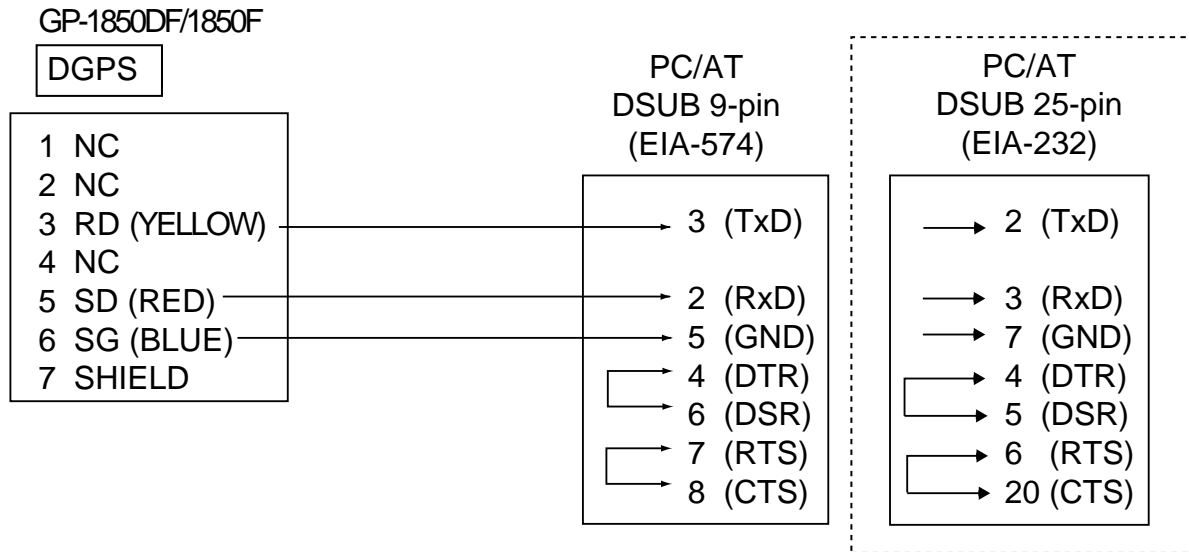 GP-1850DF/1850F
DGPS
1 NC
2 NC
3 RD (YELLOW)
4 NC
5 SD (RED)
6 SG (BLUE)
7 SHIELD
PC/AT
DSUB 9-pin
(EIA-574)
3 (TxD)
2 (RxD)
5 (GND)
4 (DTR)
6 (DSR)
7 (RTS)
8 (CTS)
PC/AT
DSUB 25-pin
(EIA-232)
2 (TxD)
3 (RxD)
7 (GND)
4 (DTR)
5 (DSR)
6 (RTS)
20 (CTS)